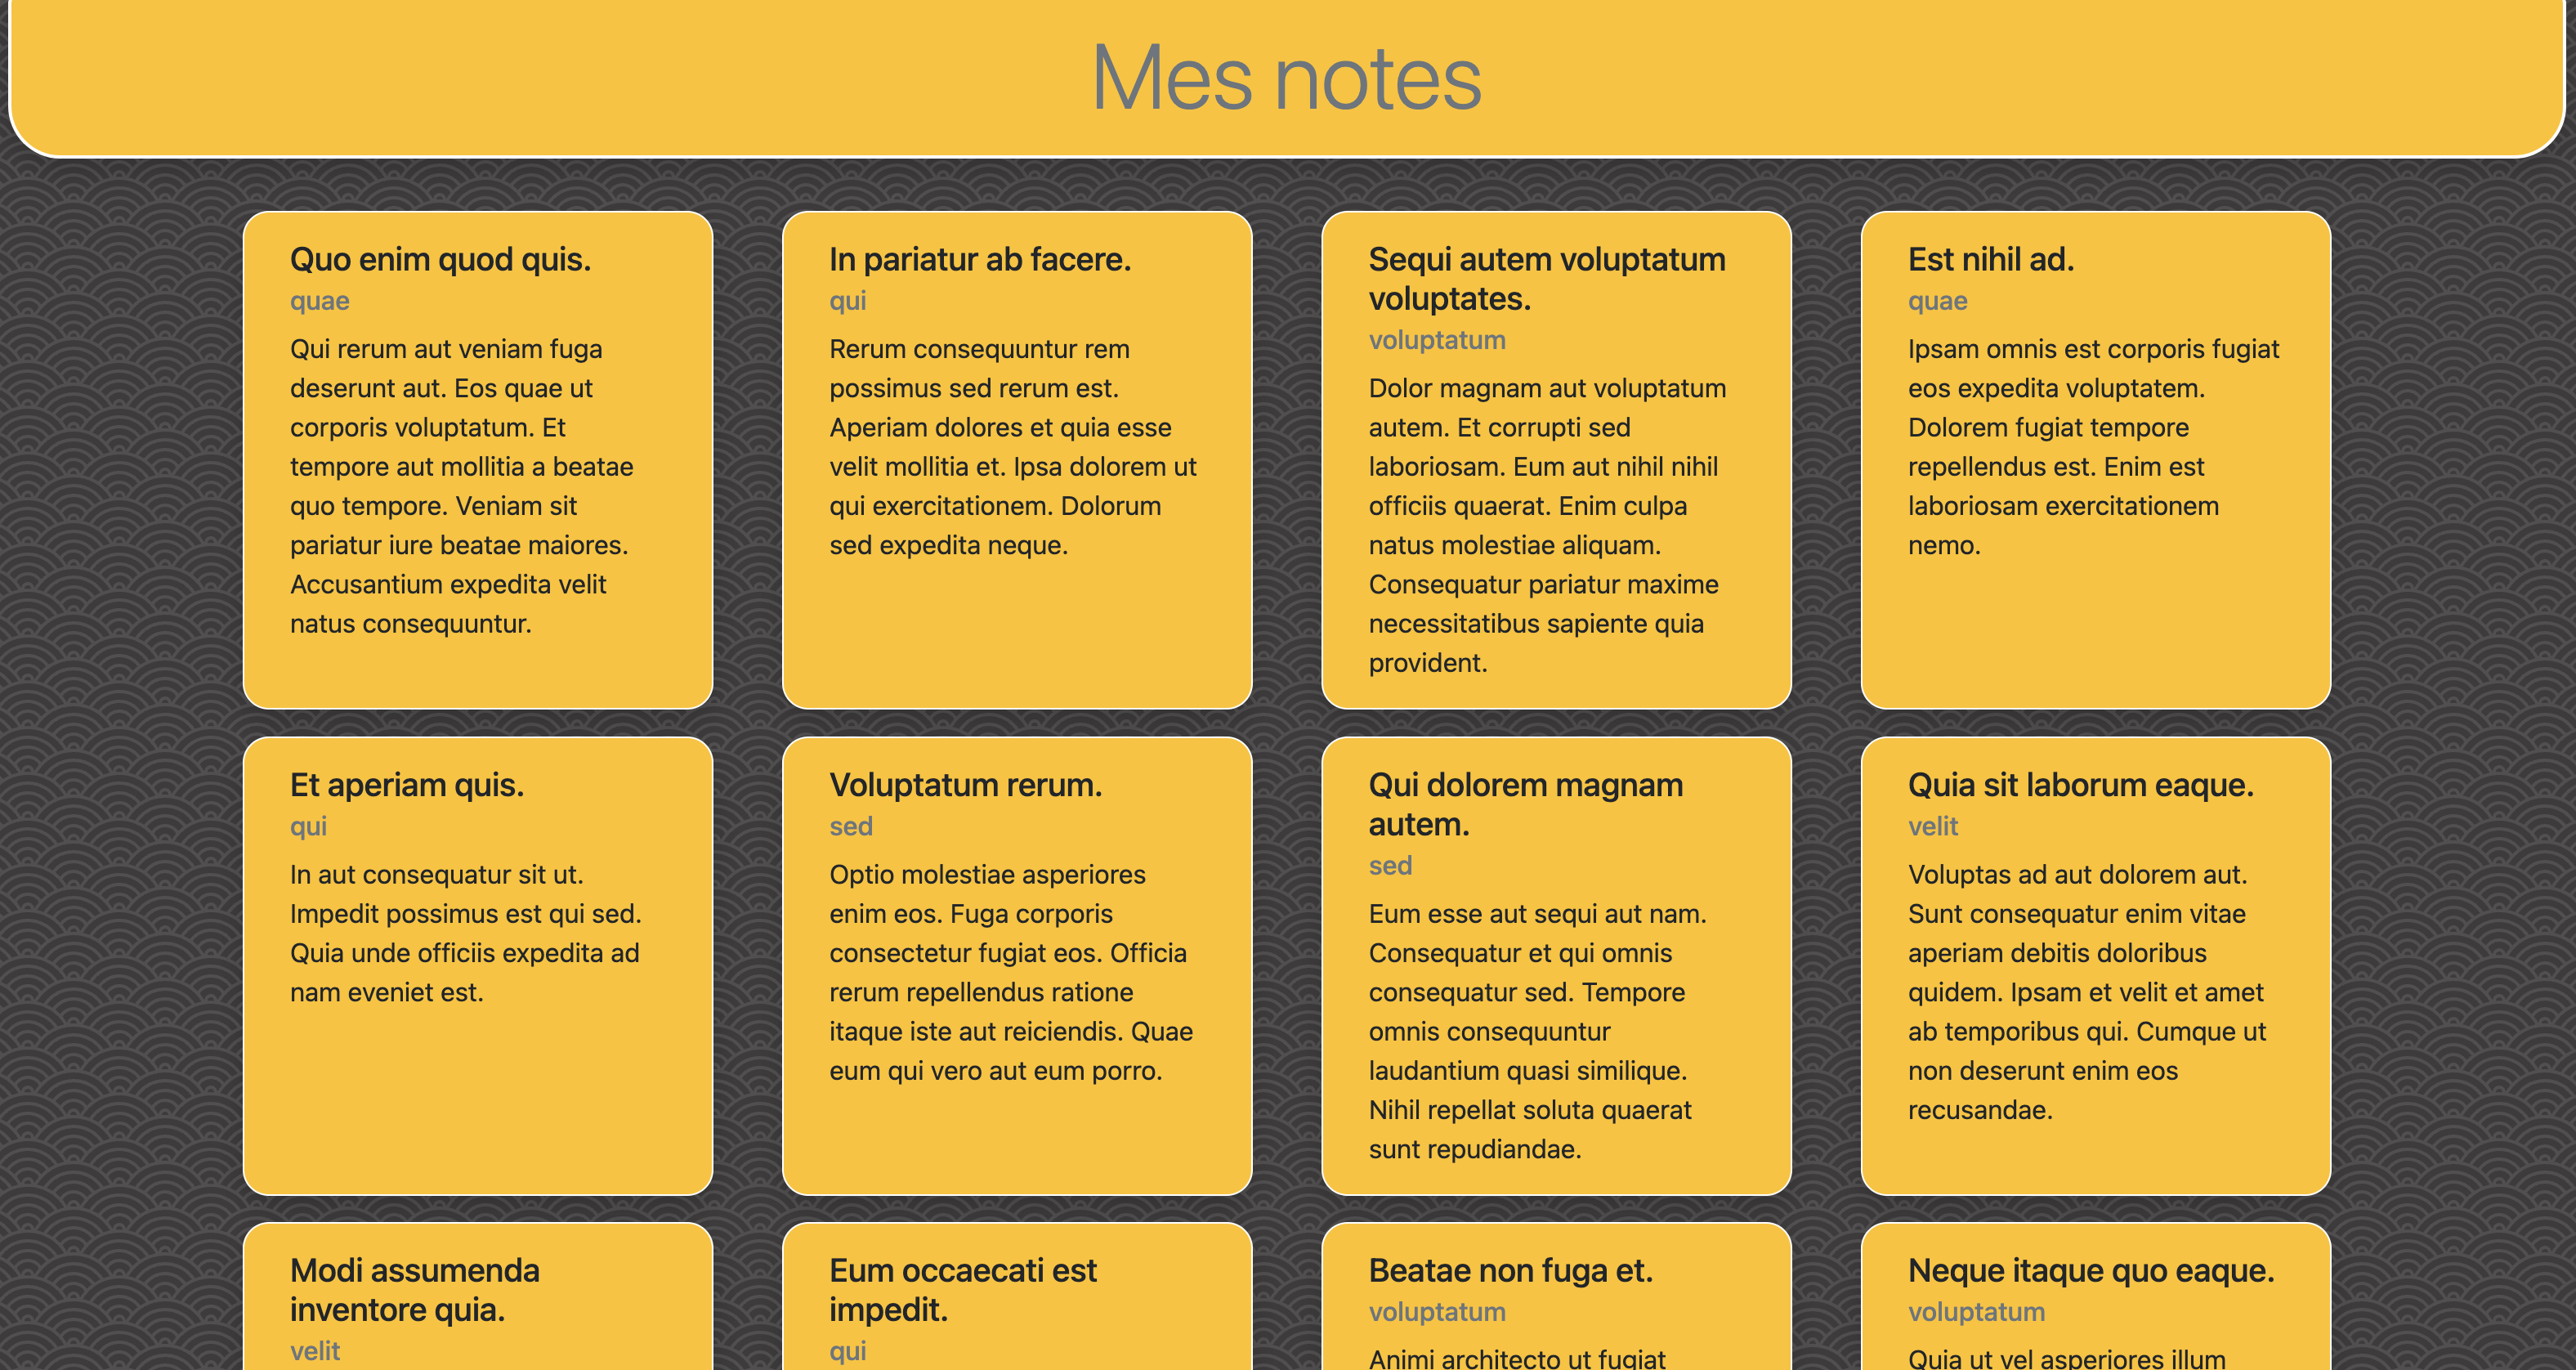 Mes notes
Quo enim quod quis.
quae
Qui rerum aut veniam fuga
deserunt aut. Eos quae ut
corporis voluptatum. Et
tempore aut mollitia a beatae
quo tempore. Veniam sit
pariatur iure beatae maiores.
Accusantium expedita velit
natus consequuntur.
In pariatur ab facere.
qui
Rerum consequuntur rem
possimus sed rerum est.
Aperiam dolores et quia esse
velit mollitia et. Ipsa dolorem ut
qui exercitationem. Dolorum
sed expedita neque.
Sequi autem voluptatum
voluptates.
voluptatum
Dolor magnam aut voluptatum
autem. Et corrupti sed
laboriosam. Eum aut nihil nihil
officiis quaerat. Enim culpa
natus molestiae aliquam.
Consequatur pariatur maxime
necessitatibus sapiente quia
provident.
Est nihil ad.
quae
Ipsam omnis est corporis fugiat
eos expedita voluptatem.
Dolorem fugiat tempore
repellendus est. Enim est
laboriosam exercitationem
nemo.
Et aperiam quis.
qui
In aut consequatur sit ut.
Impedit possimus est qui sed.
Quia unde officiis expedita ad
nam eveniet est.
Voluptatum rerum.
sed
Optio molestiae asperiores
enim eos. Fuga corporis
consectetur fugiat eos. Officia
rerum repellendus ratione
itaque iste aut reiciendis. Quae
eum qui vero aut eum porro.
Qui dolorem magnam
autem.
sed
Eum esse aut sequi aut nam.
Consequatur et qui omnis
consequatur sed. Tempore
omnis consequuntur
laudantium quasi similique.
Nihil repellat soluta quaerat
sunt repudiandae.
Quia sit laborum eaque.
velit
Voluptas ad aut dolorem aut.
Sunt consequatur enim vitae
aperiam debitis doloribus
quidem. Ipsam et velit et amet
ab temporibus qui. Cumque ut
non deserunt enim eos
recusandae.
Modi assumenda
inventore quia.
velit
Eum occaecati est
impedit.
qui
Beatae non fuga et.
voluptatum
Animi architecto ut fugiat
Neque itaque quo eaque.
voluptatum
Quia ut vel asperiores illum